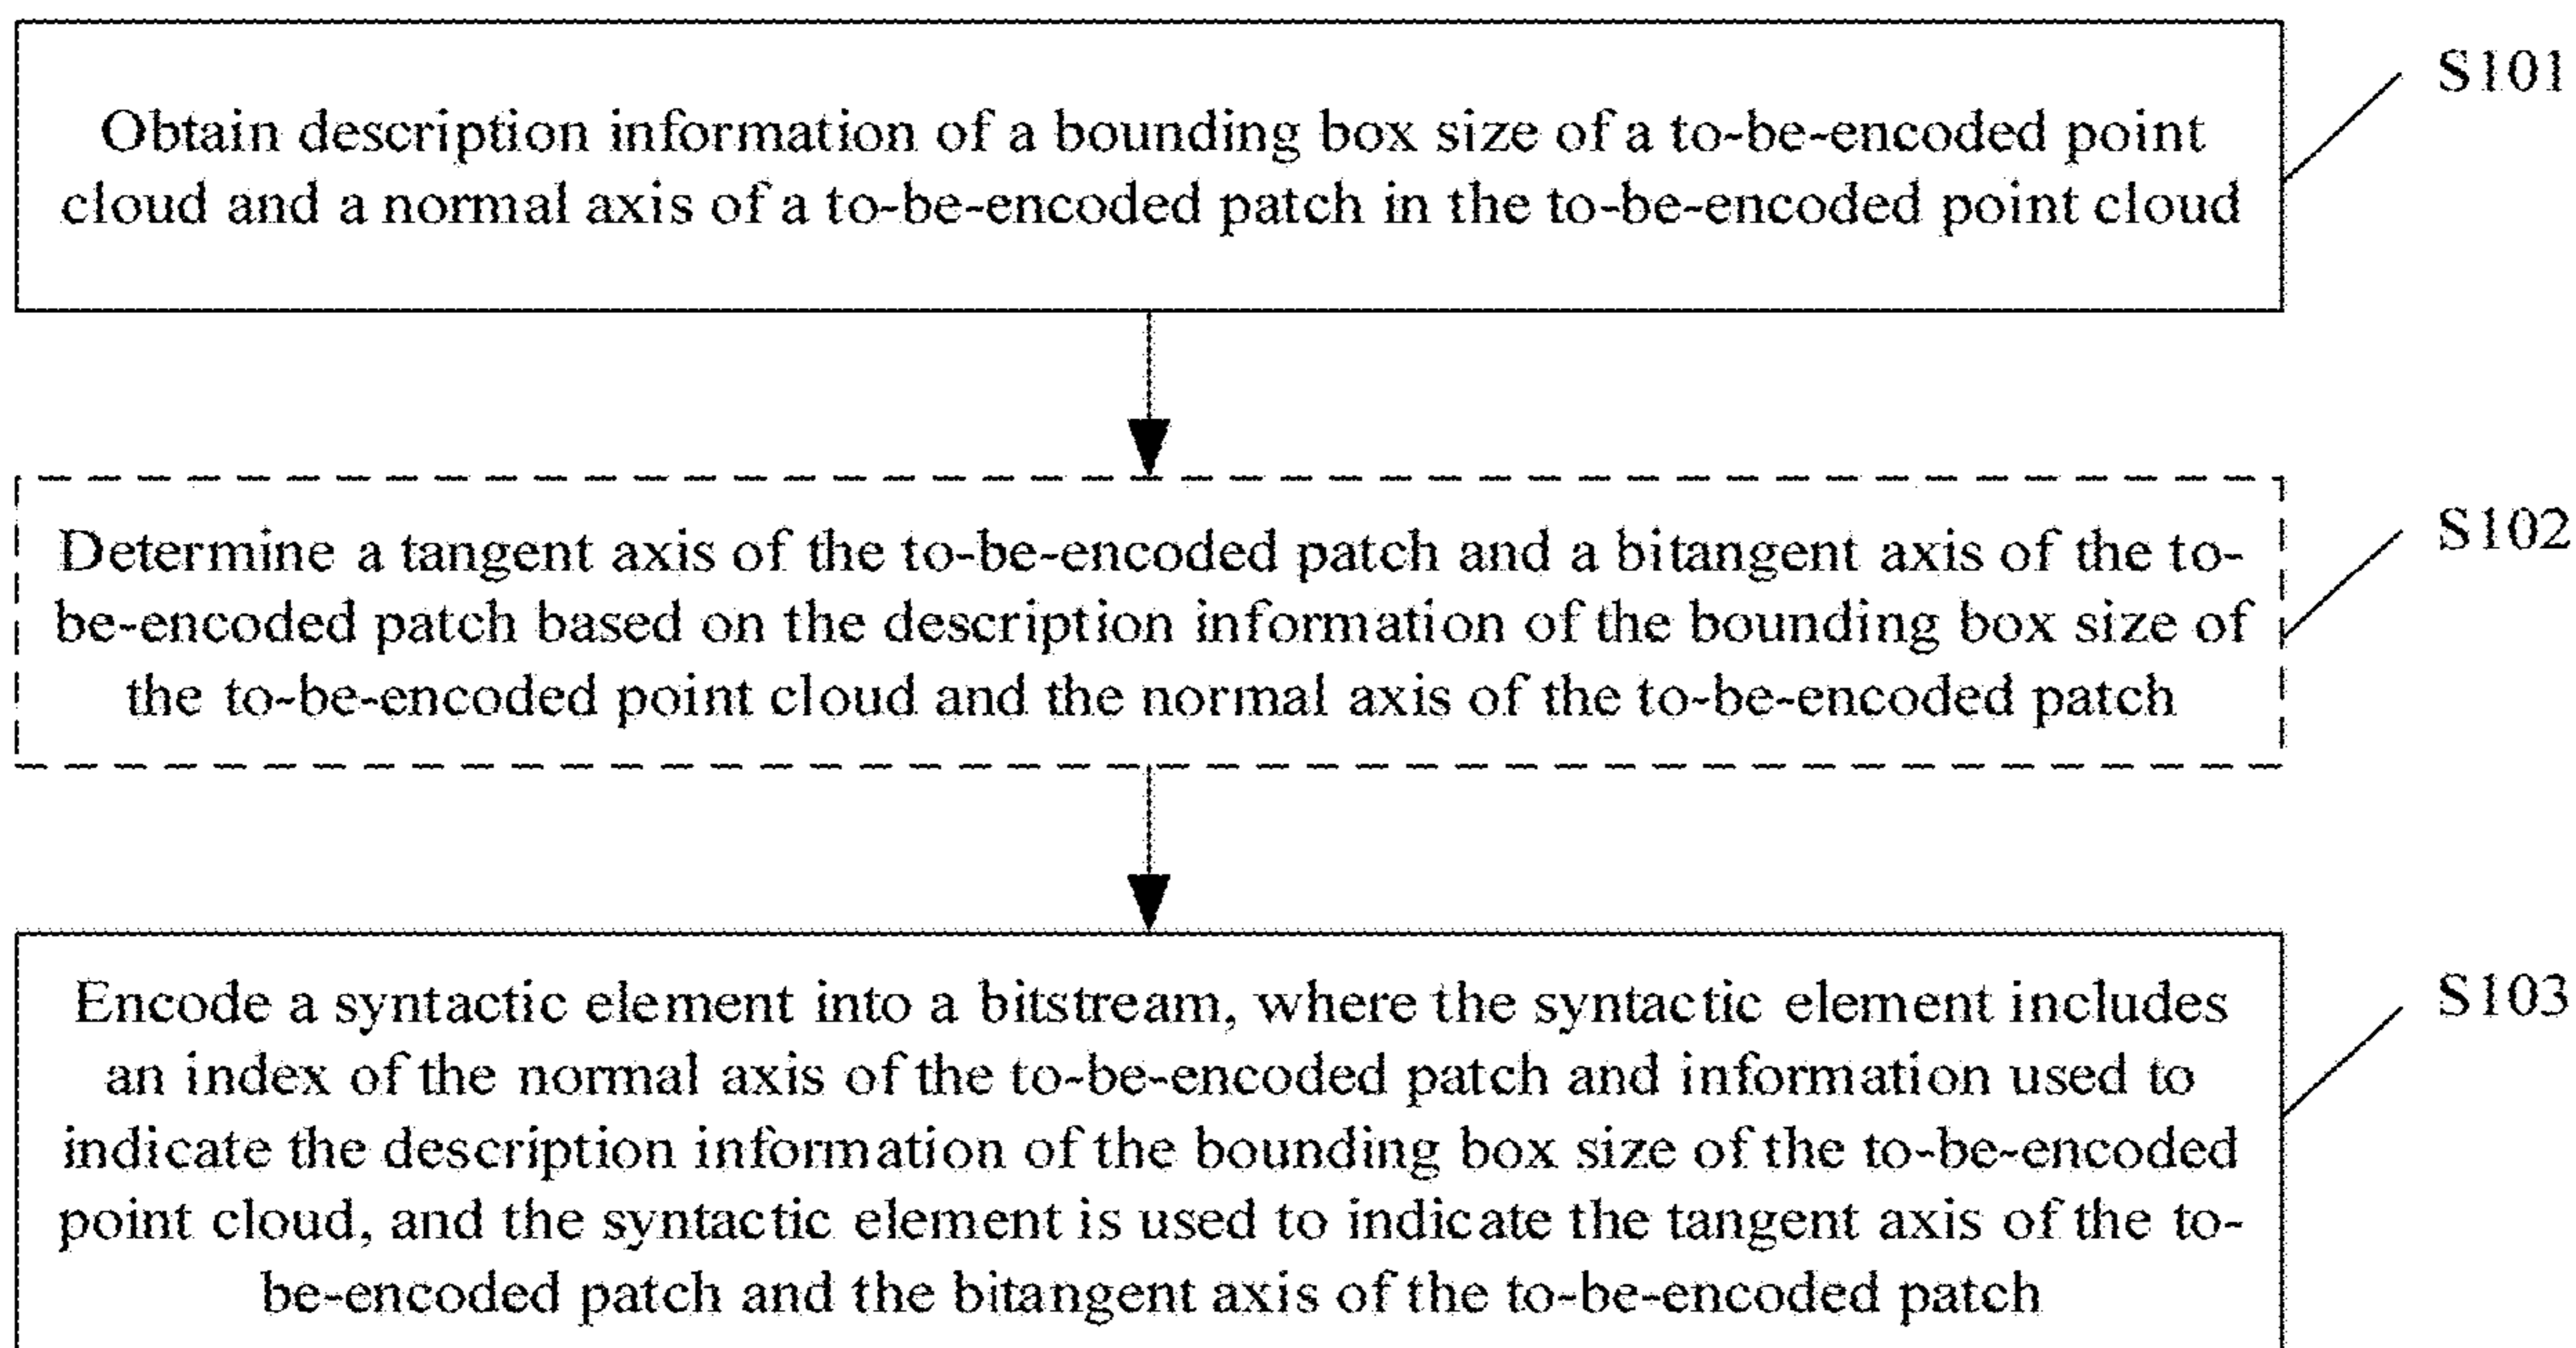 S101
Obtain description information of a bounding box size of a to-be-encoded point
cloud and a normal axis of a to-be-encoded patch in the to-be-encoded point cloud
S102
Determine a tangent axis of the to-be-encoded patch and a bitangent axis of the to-
be-encoded patch based on the description information of the bounding box size of
the to-be-encoded point cloud and the normal axis of the to-be-encoded patch
S103
Encode a syntactic element into a bitstream, where the syntactic element includes
an index of the normal axis of the to-be-encoded patch and information used to
indicate the description information of the bounding box size of the to-be-encoded
point cloud, and the syntactic element is used to indicate the tangent axis of the to-
be-encoded patch and the bitangent axis of the to-be-encoded patch